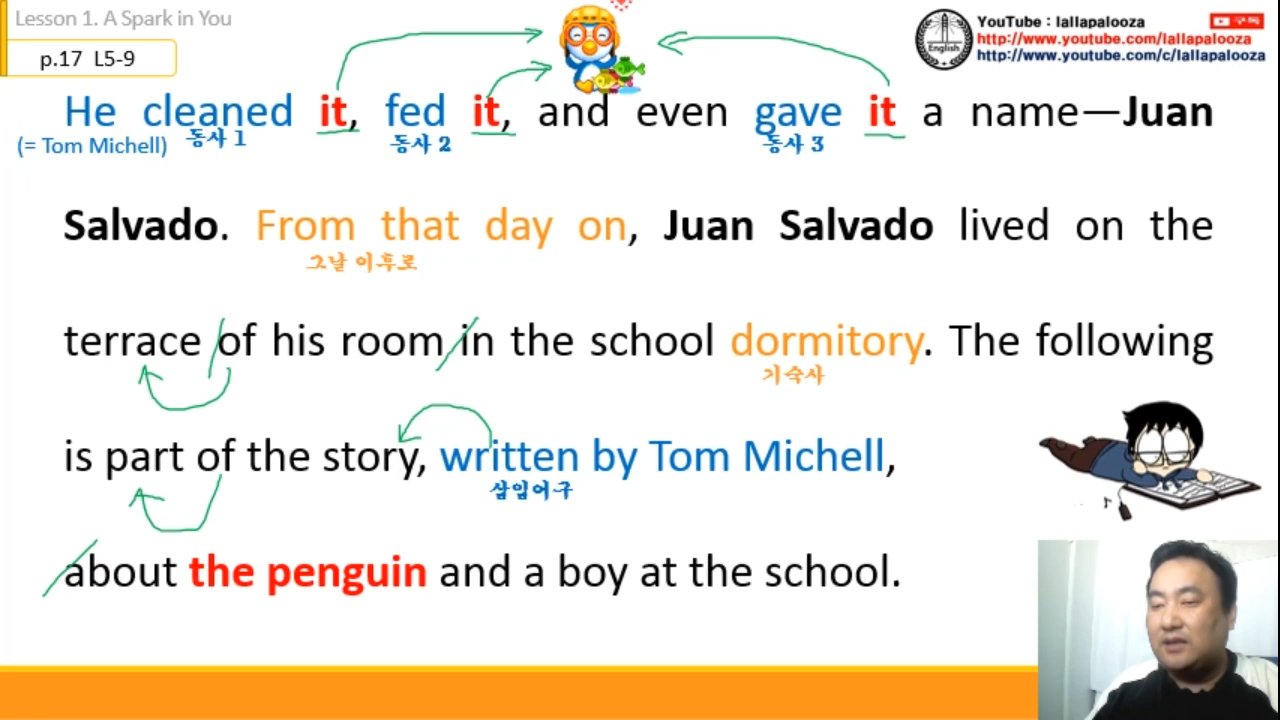 Lesson 1. A Spark in You
p.17 L5-9
YouTube : lallapalooza
구독
http://www.youtube.com/lallapalooza
http://www.youtube.com/c/lallapalooza
English
He cleaned it, fed it, and even gave it a name—Juan
(= Tom Michell) 동사 1 동사 2 동사 3
Salvado. From that day on, Juan Salvado lived on the
그날 이후로
terrace of his room in the school dormitory. The following
기숙사
is part of the story, written by Tom Michell,
삽입어구
about the penguin and a boy at the school.